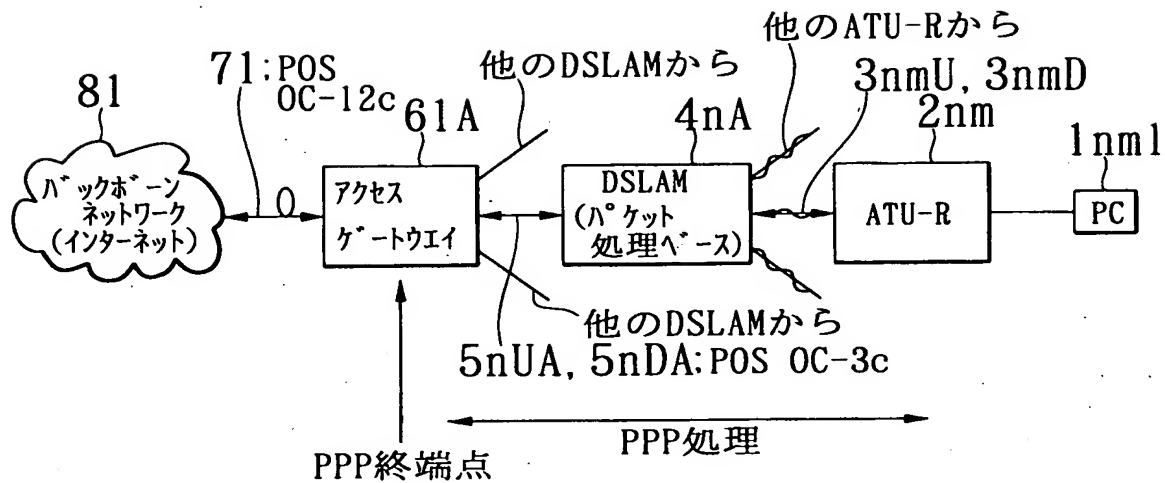 他のATU-Rから
71:POS
OC-12c
他のDSLAMから
3nmU, 3nmD
81
61A
4nA
2nm
1nm1
バックボーン
ネットワーク
(インターネット)
アクセス
ゲートウエイ
DSLAM
(パケット
処理ベース)
ATU-R
PC
他のDSLAMから
5nUA, 5nDA:POS OC-3c
PPP処理
PPP終端点